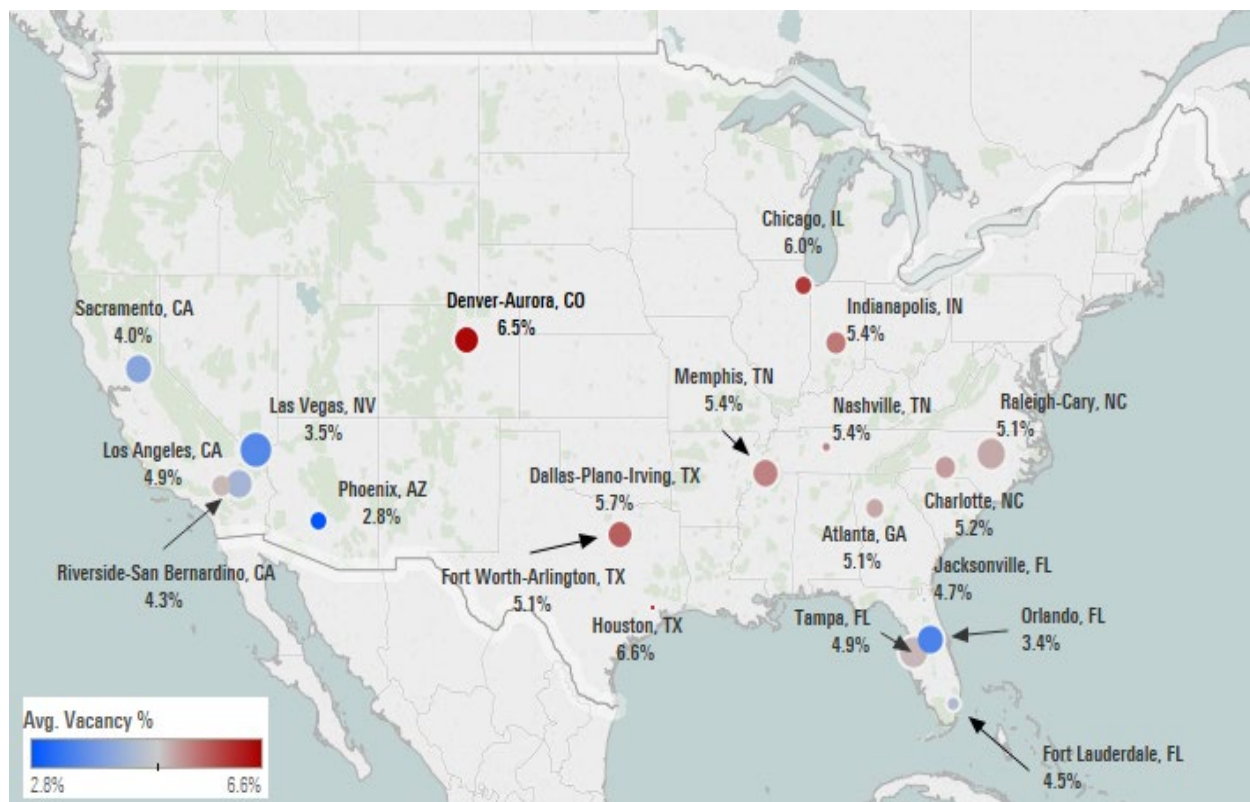 Chicago, IL
6.0%
Sacramento, CA
4.0%
Denver-Aurora, CO
6.5%
Indianapolis, IN
5.4%
Memphis, TN
5.4%
Las Vegas, NV
3.5%
Nashville, TN
5.4%
Raleigh-Cary, NC
5.1%
Los Angeles, CA
4.9%
Phoenix, AZ
2.8%
Dallas-Plano-Irving, TX
5.7%
Charlotte, NC
5.2%
Atlanta, GA
5.1%
Riverside-San Bernardino, CA
4.3%
Fort Worth-Arlington, TX
5.1%
Jacksonville, FL
4.7%
Houston, TX
6.6%
Tampa, FL
4.9%
Orlando, FL
3.4%
Fort Lauderdale, FL
4.5%
Avg. Vacancy %
2.8% 6.6%